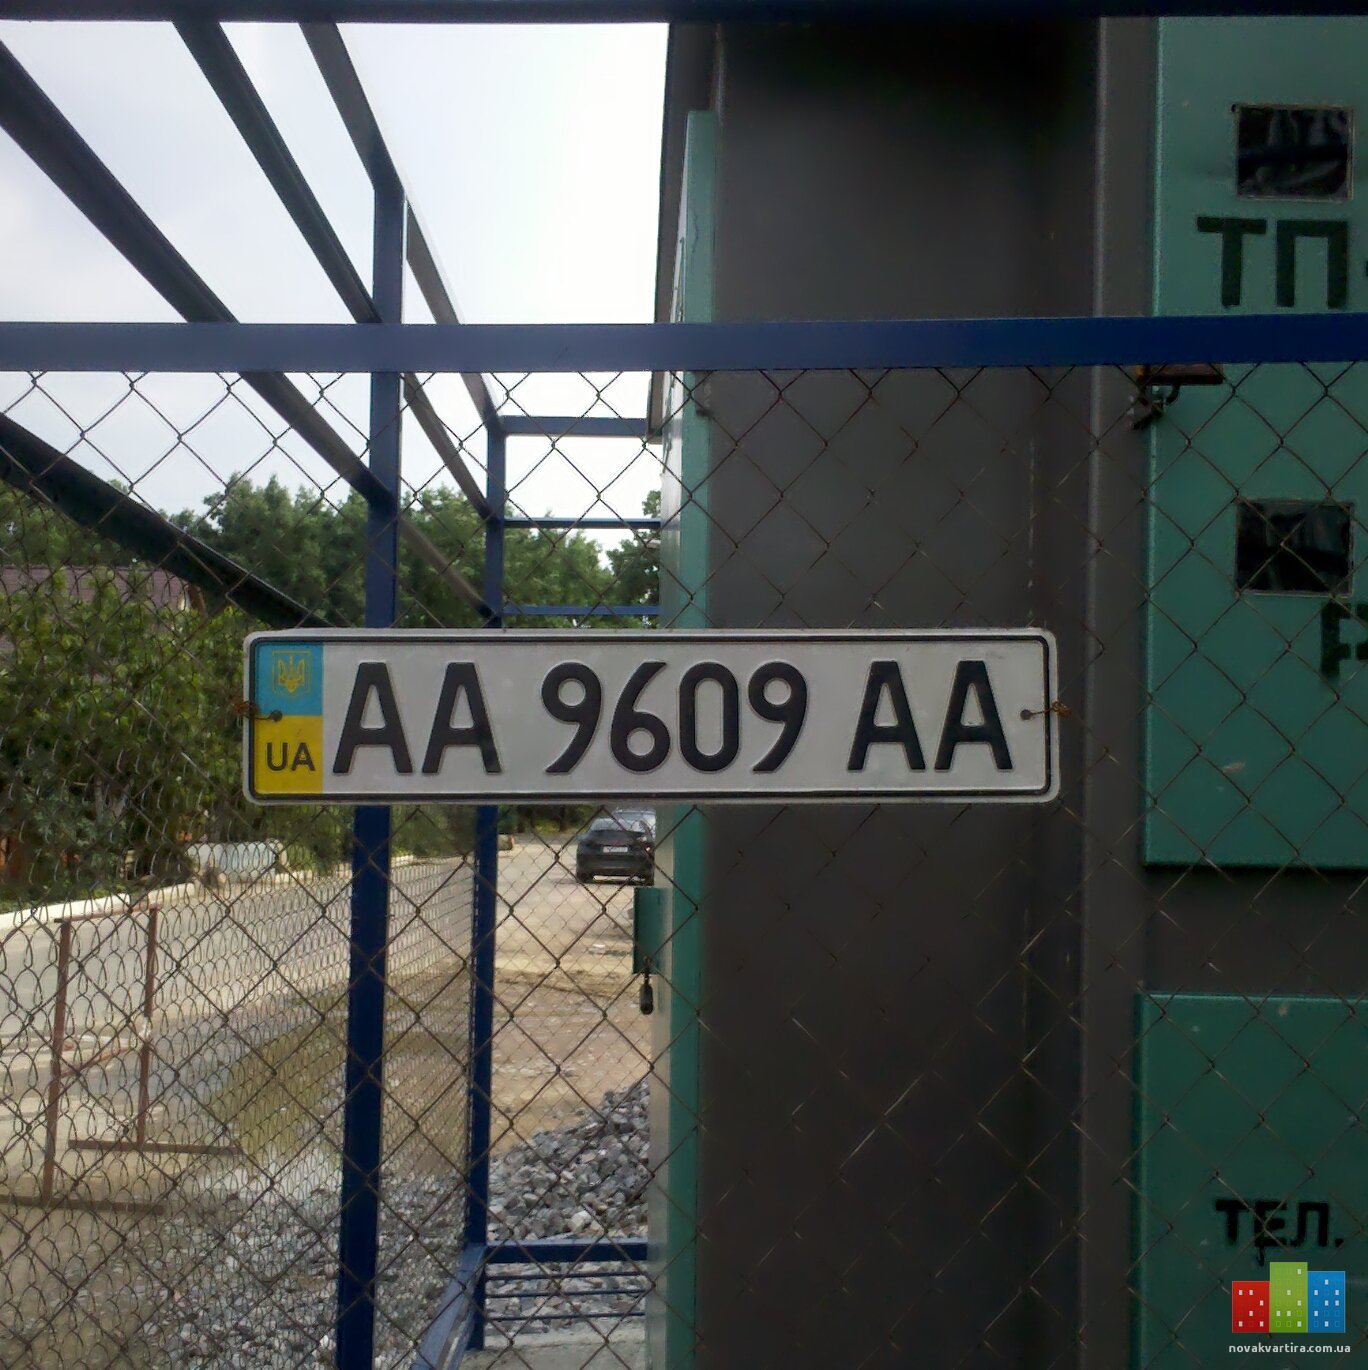 ТП
UA
AA 9609 AA
ТЕЛ.
novakvartira.com.ua